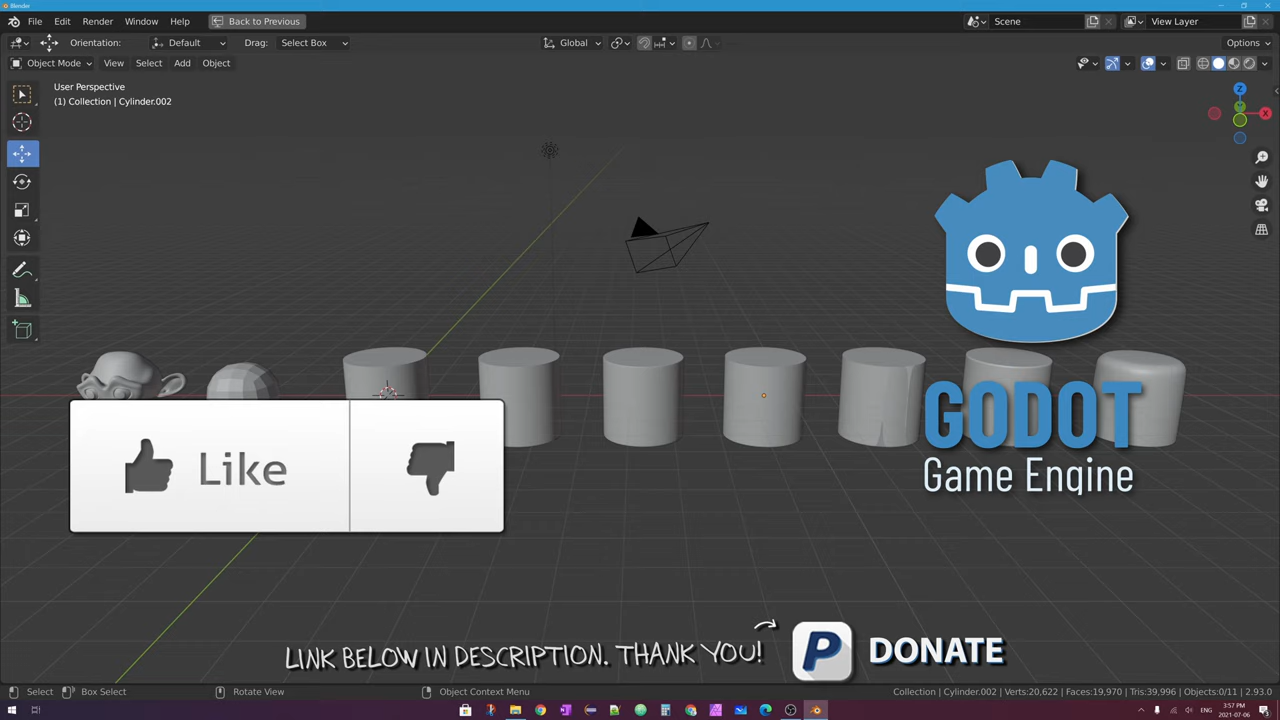 Blender
File Edit Render Window Help Back to Previous Scene View Layer
Orientation: Default Drag: Select Box Global Options
Object Mode View Select Add Object
User Perspective
(1) Collection | Cylinder.002
Z
X
GODOT
Game Engine
Like
LINK BELOW IN DESCRIPTION. THANK YOU!
P DONATE
Select Box Select Rotate View Object Context Menu Collection | Cylinder.002 | Verts:20,622 | Faces:19,970 | Tris:39,996 | Objects:0/11 | 2.93.0
3:57 PM
2021-07-06